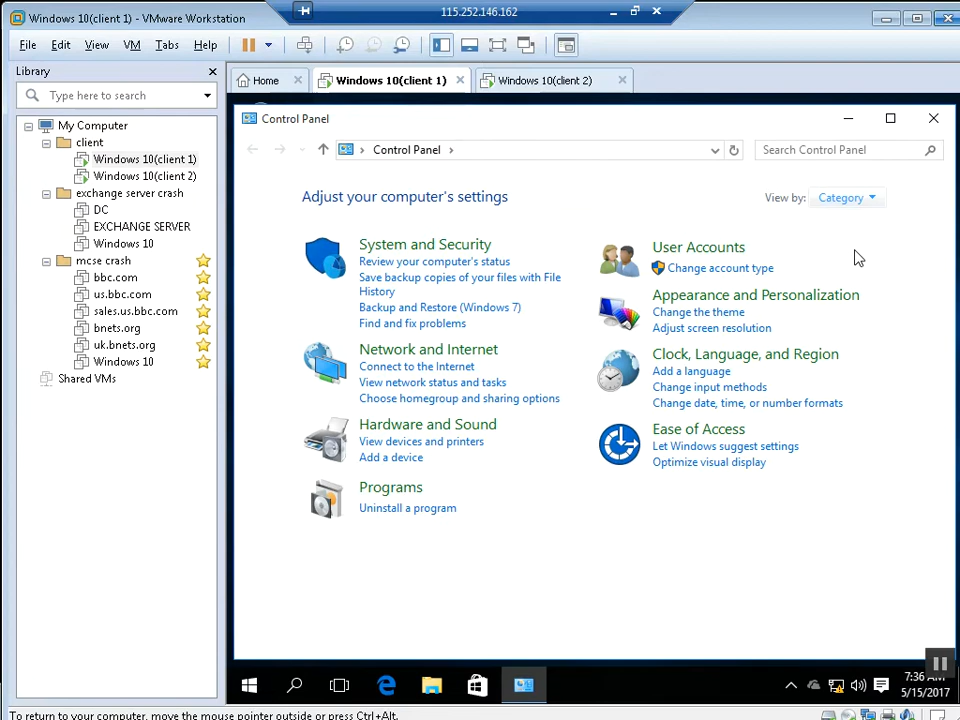 Windows 10(client 1) - VMware Workstation
115.252.146.162
File Edit View VM Tabs Help
Library
Type here to search
My Computer
client
Windows 10(client 1)
Windows 10(client 2)
exchange server crash
DC
EXCHANGE SERVER
Windows 10
mcse crash
bbc.com
us.bbc.com
sales.us.bbc.com
bnets.org
uk.bnets.org
Windows 10
Shared VMs
Home
Windows 10(client 1)
Windows 10(client 2)
Control Panel
Control Panel
Search Control Panel
Adjust your computer's settings
View by: Category
System and Security
Review your computer's status
Save backup copies of your files with File
History
Backup and Restore (Windows 7)
Find and fix problems
Network and Internet
Connect to the Internet
View network status and tasks
Choose homegroup and sharing options
Hardware and Sound
View devices and printers
Add a device
Programs
Uninstall a program
User Accounts
Change account type
Appearance and Personalization
Change the theme
Adjust screen resolution
Clock, Language, and Region
Add a language
Change input methods
Change date, time, or number formats
Ease of Access
Let Windows suggest settings
Optimize visual display
7:36 AM
5/15/2017
To return to your computer, move the mouse pointer outside or press Ctrl+Alt.